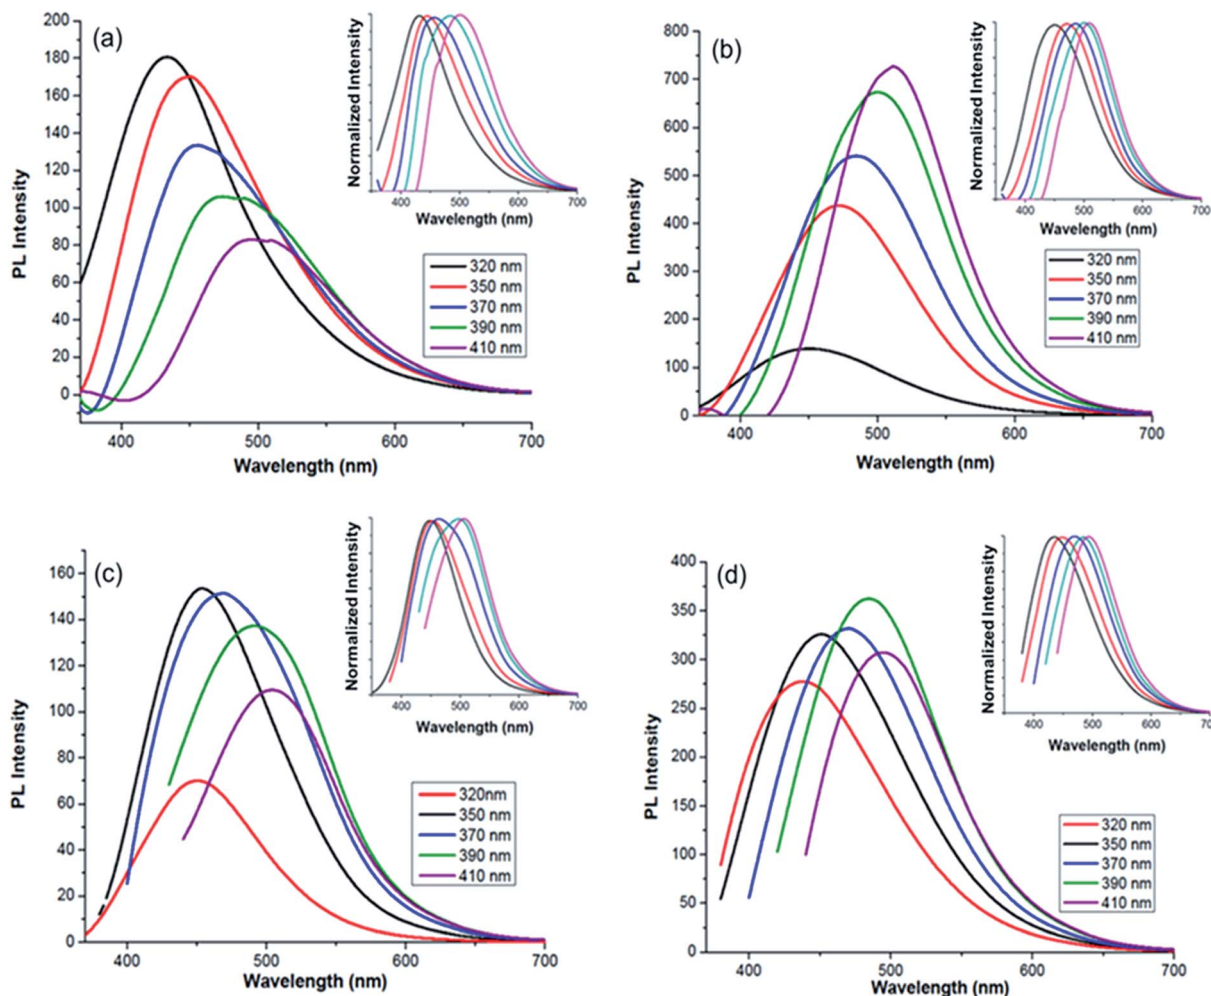 (a)
PL Intensity
200
180
160
140
120
100
80
60
40
20
0
400
500
600
700
Wavelength (nm)
320 nm
350 nm
370 nm
390 nm
410 nm
Normalized Intensity
400
500
600
700
Wavelength (nm)
(b)
PL Intensity
800
700
600
500
400
300
200
100
0
400
500
600
700
Wavelength (nm)
320 nm
350 nm
370 nm
390 nm
410 nm
Normalized Intensity
400
500
600
700
Wavelength (nm)
(c)
PL Intensity
160
140
120
100
80
60
40
20
0
400
500
600
700
Wavelength (nm)
320nm
350 nm
370 nm
390 nm
410 nm
Normalized Intensity
400
500
600
700
Wavelength (nm)
(d)
PL Intensity
400
350
300
250
200
150
100
50
0
400
500
600
700
Wavelength (nm)
320 nm
350 nm
370 nm
390 nm
410 nm
Normalized Intensity
400
500
600
700
Wavelength (nm)